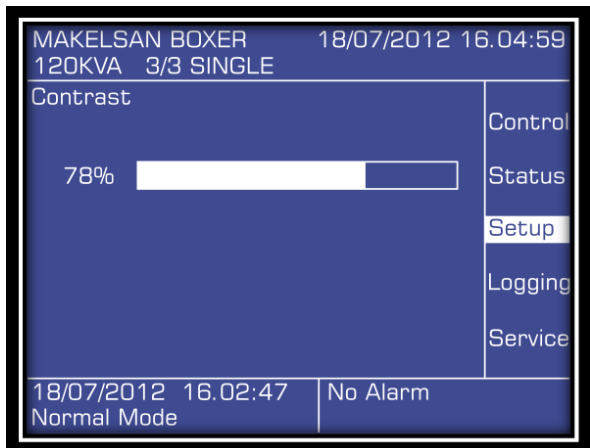 MAKELSAN BOXER 18/07/2012 16.04:59
120KVA 3/3 SINGLE
Contrast
78%
Control
Status
Setup
Logging
Service
18/07/2012 16.02:47 No Alarm
Normal Mode